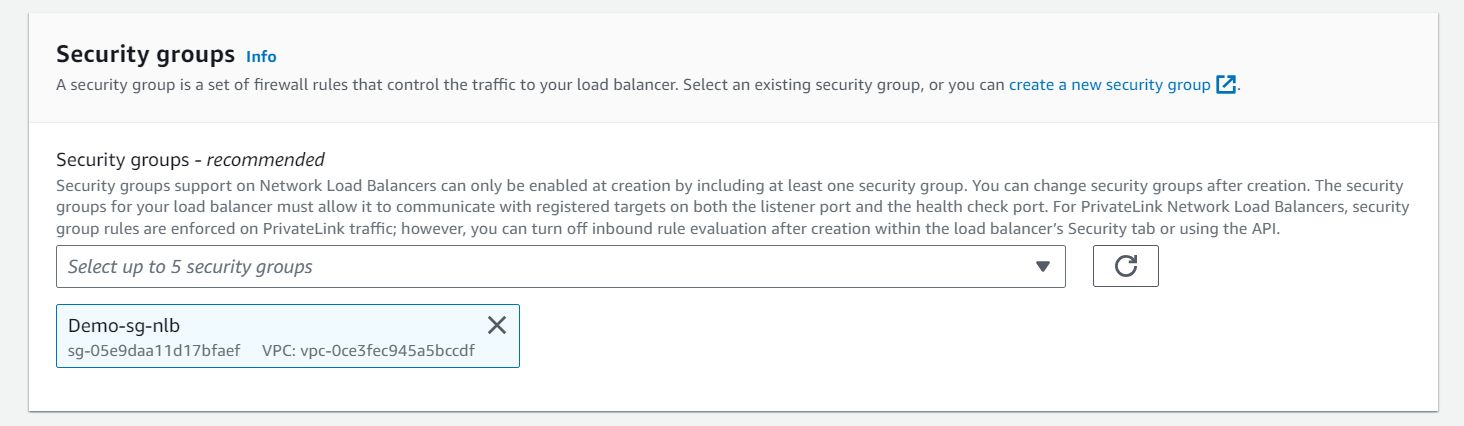 Security groups Info
A security group is a set of firewall rules that control the traffic to your load balancer. Select an existing security group, or you can create a new security group.
Security groups - recommended
Security groups support on Network Load Balancers can only be enabled at creation by including at least one security group. You can change security groups after creation. The security
groups for your load balancer must allow it to communicate with registered targets on both the listener port and the health check port. For PrivateLink Network Load Balancers, security
group rules are enforced on PrivateLink traffic; however, you can turn off inbound rule evaluation after creation within the load balancer’s Security tab or using the API.
Select up to 5 security groups
Demo-sg-nlb
sg-05e9daa11d17bfaef VPC: vpc-0ce3fec945a5bccdf